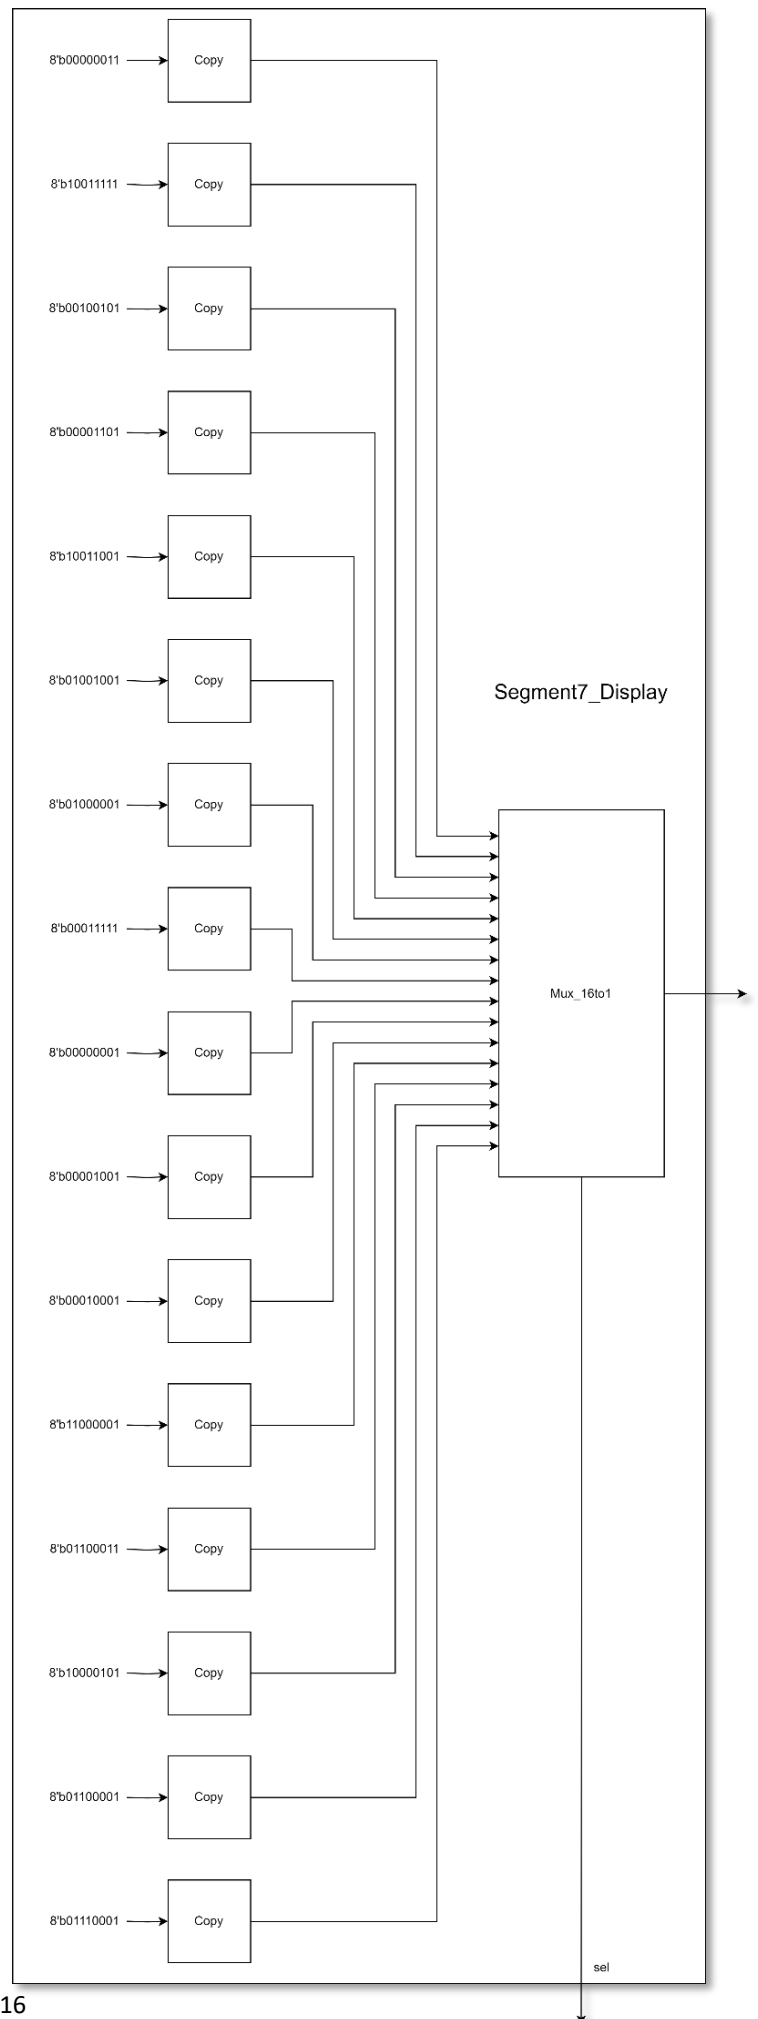 8'b00000011 Copy
8'b10011111 Copy
8'b00100101 Copy
8'b00001101 Copy
8'b10011001 Copy
8'b01001001 Copy
Segment7_Display
8'b01000001 Copy
8'b00011111 Copy
Mux_16to1
8'b00000001 Copy
8'b00001001 Copy
8'b00010001 Copy
8'b11000001 Copy
8'b01100011 Copy
8'b10000101 Copy
8'b01100001 Copy
8'b01110001 Copy
sel
16